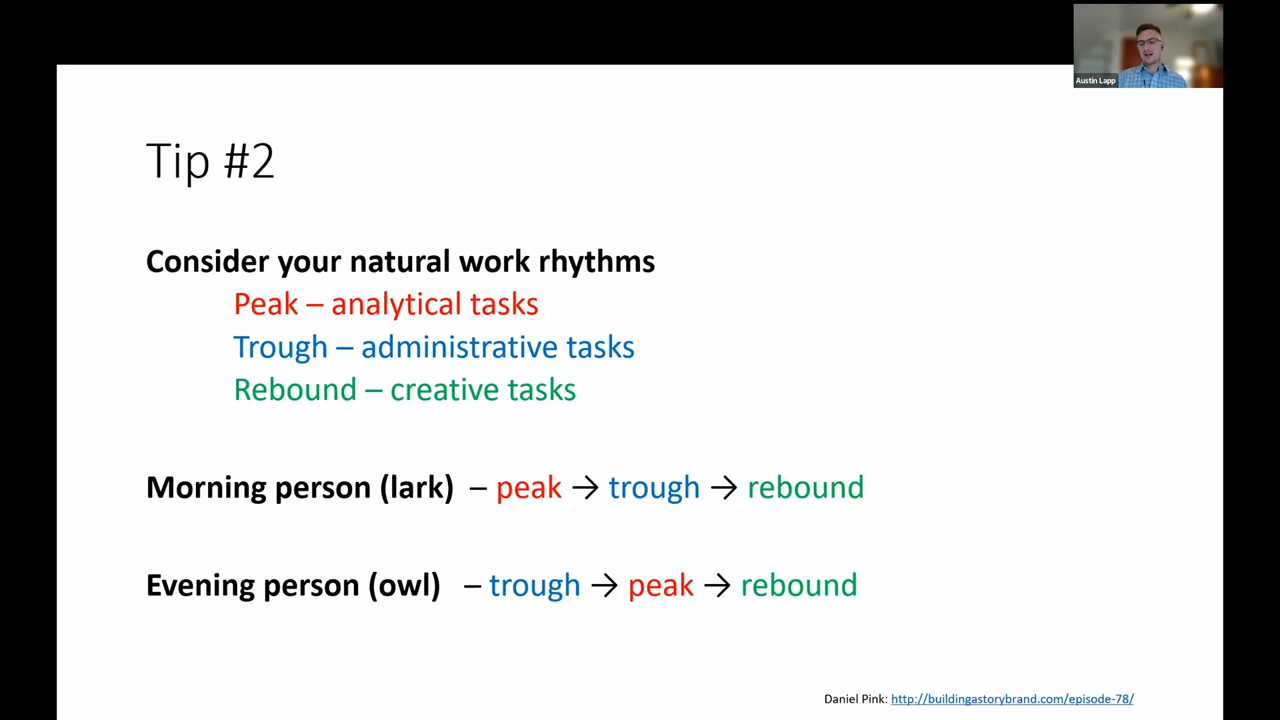 Austin Lapp
Tip #2
Consider your natural work rhythms
Peak – analytical tasks
Trough – administrative tasks
Rebound – creative tasks
Morning person (lark) – peak → trough → rebound
Evening person (owl) – trough → peak → rebound
Daniel Pink: http://buildingastorybrand.com/episode-78/